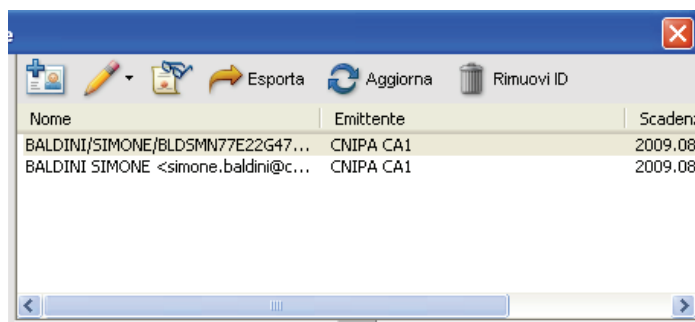 e
Esporta Aggiorna Rimuovi ID
Nome Emittente Scaden
BALDINI/SIMONE/BLDSMN77E22G47... CNIPA CA1 2009.08
BALDINI SIMONE <simone.baldini@c... CNIPA CA1 2009.08